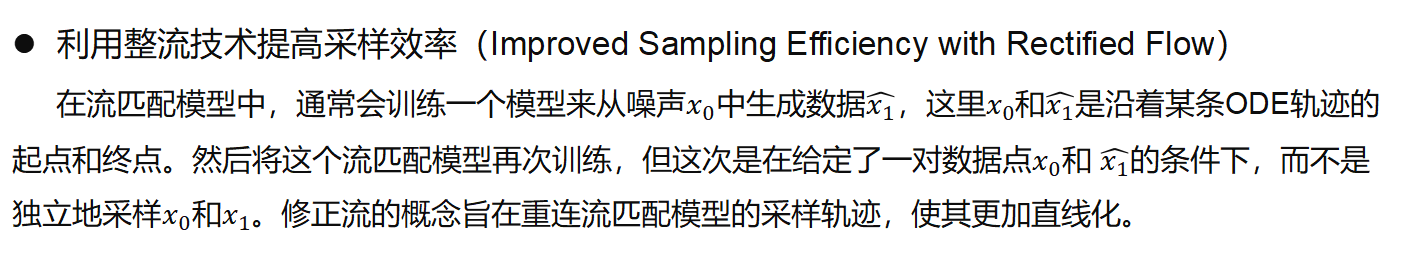 ● 利用整流技术提高采样效率（Improved Sampling Efficiency with Rectified Flow）
在流匹配模型中，通常会训练一个模型来从噪声𝑥₀中生成数据𝑥̂₁，这里𝑥₀和𝑥̂₁是沿着某条ODE轨迹的
起点和终点。然后将这个流匹配模型再次训练，但这次是在给定了一对数据点𝑥₀和 𝑥̂₁的条件下，而不是
独立地采样𝑥₀和𝑥₁。修正流的概念旨在重连流匹配模型的采样轨迹，使其更加直线化。